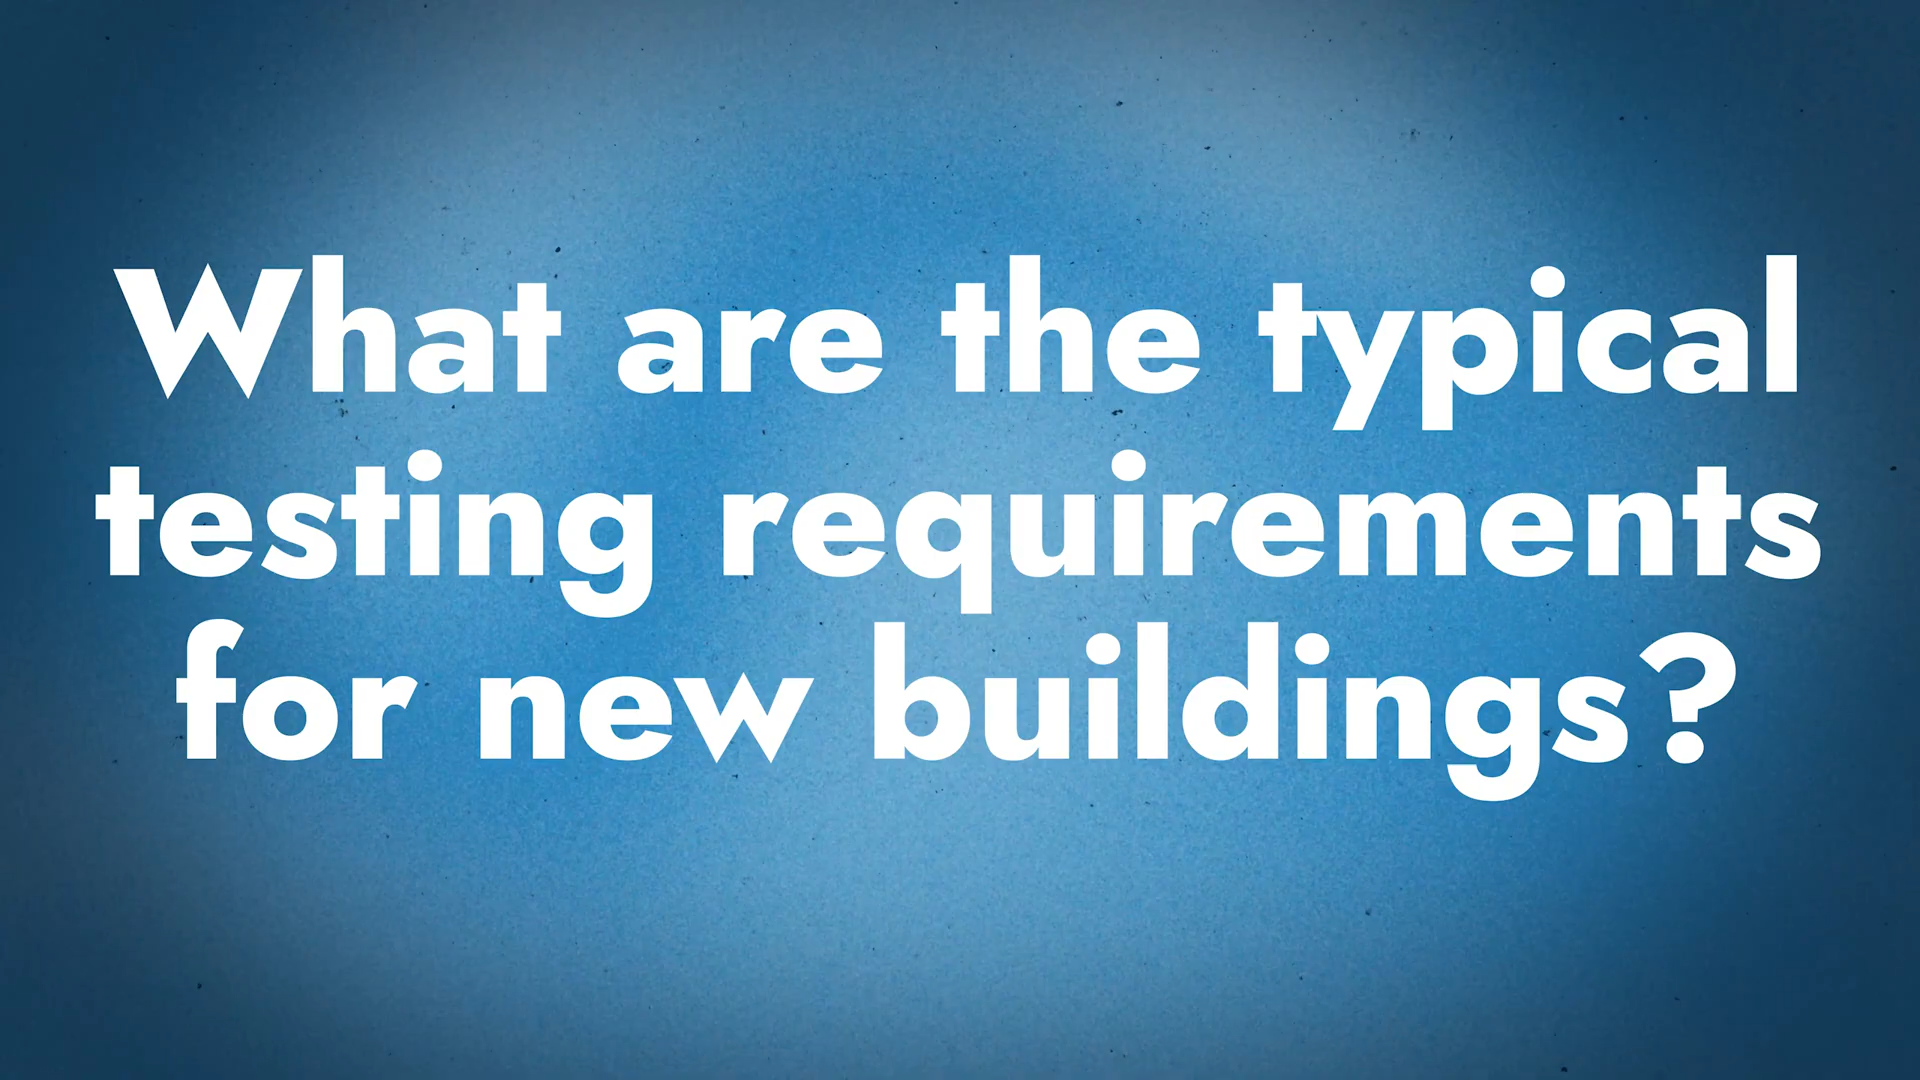 What are the typical
testing requirements
for new buildings?